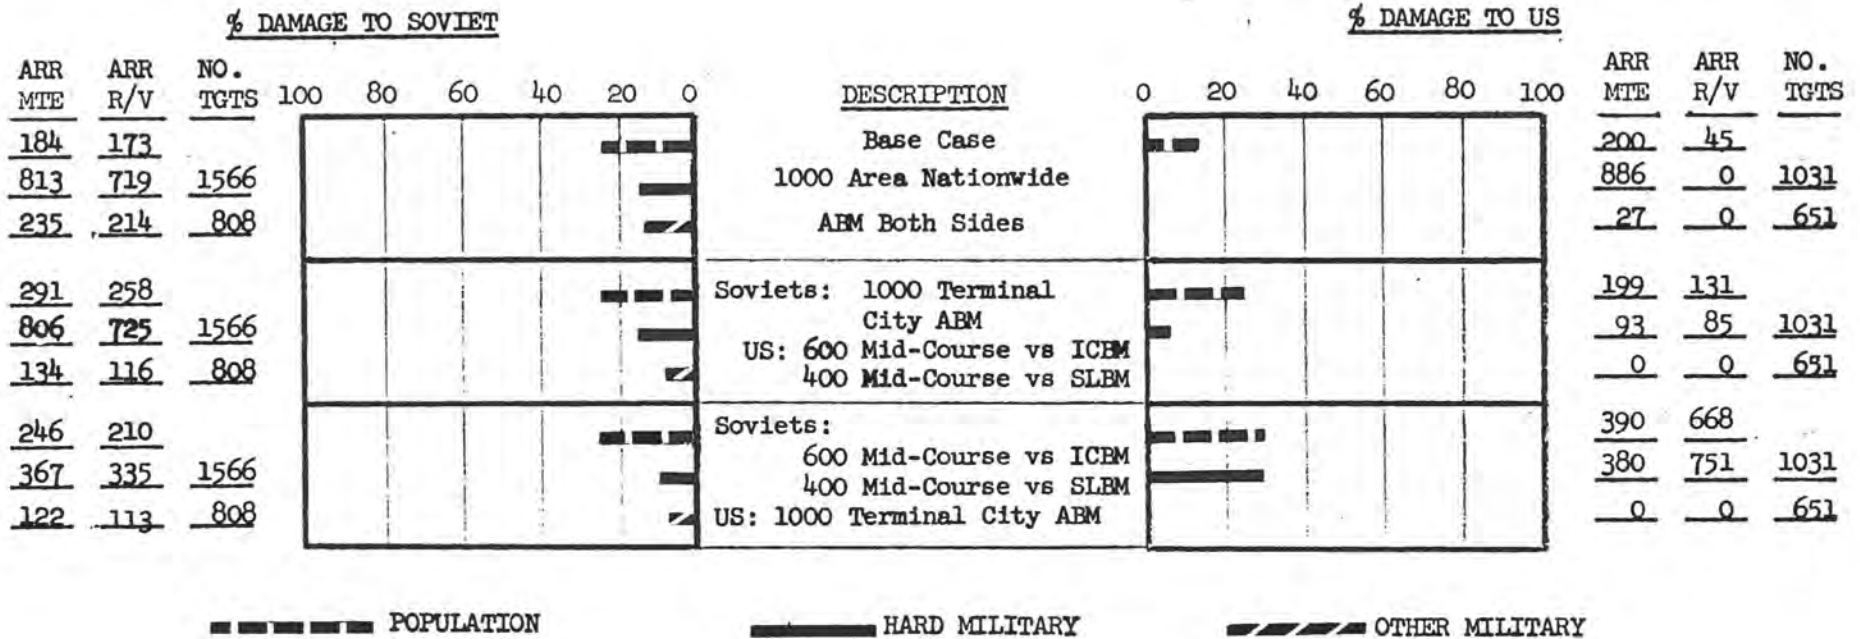 % DAMAGE TO SOVIET
% DAMAGE TO US
ARR ARR NO.
MTE R/V TGTS
100 80 60 40 20 0
DESCRIPTION
0 20 40 60 80 100
ARR ARR NO.
MTE R/V TGTS
184 173
Base Case
200 45
813 719 1566
1000 Area Nationwide
886 0 1031
235 214 808
ABM Both Sides
27 0 651
291 258
Soviets: 1000 Terminal
199 131
806 725 1566
City ABM
93 85 1031
US: 600 Mid-Course vs ICBM
134 116 808
400 Mid-Course vs SLBM
0 0 651
246 210
Soviets:
390 668
600 Mid-Course vs ICBM
367 335 1566
400 Mid-Course vs SLBM
380 751 1031
122 113 808
US: 1000 Terminal City ABM
0 0 651
POPULATION
HARD MILITARY
OTHER MILITARY